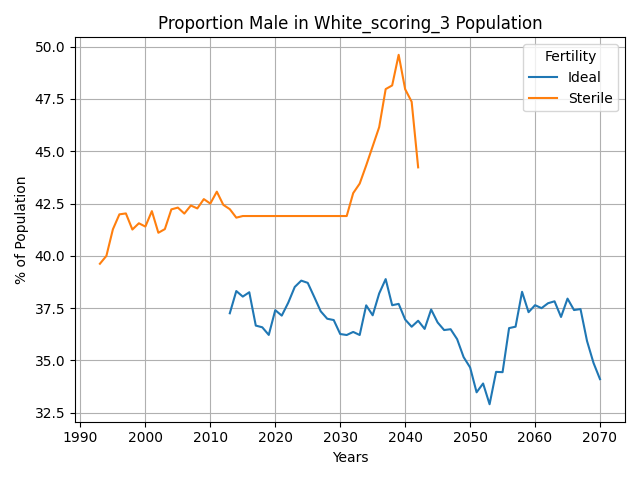 Proportion Male in White_scoring_3 Population
% of Population
50.0
47.5
45.0
42.5
40.0
37.5
35.0
32.5
Fertility
Ideal
Sterile
1990 2000 2010 2020 2030 2040 2050 2060 2070
Years